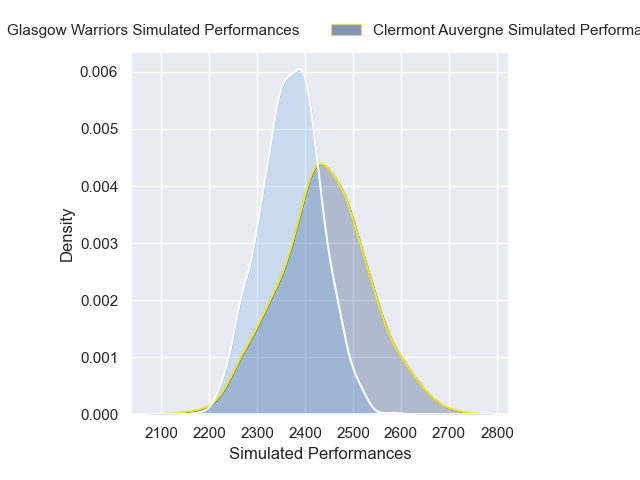 Glasgow Warriors Simulated Performances
Clermont Auvergne Simulated Performa
0.006
0.005
0.004
0.003
0.002
0.001
0.000
Density
2100 2200 2300 2400 2500 2600 2700 2800
Simulated Performances